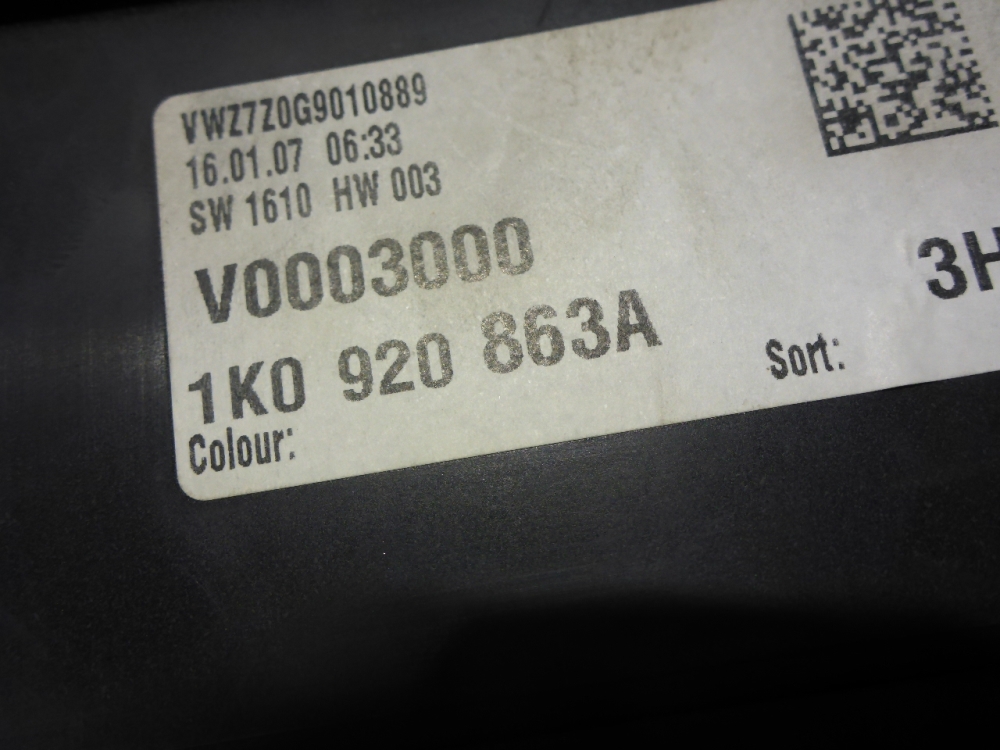 VWZ7Z0G9010889
16.01.07 06:33
SW 1610 HW 003
V0003000
3H
1K0 920 863A
Sort:
Colour: